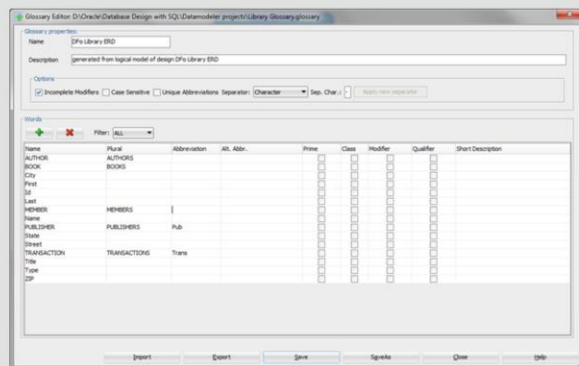 Glossary Editor: D:\Oracle\Database Design with SQL\Datamodeler projects\Library Glossary.glossary
Glossary properties:
Name DFo Library ERD
Description generated from logical model of design DFo Library ERD
Options
Incomplete Modifiers Case Sensitive Unique Abbreviations Separator: Character Sep. Char.: Apply new separator
Words
Filter: ALL
Name Plural Abbreviation Alt. Abbr. Prime Class Modifier Qualifier Short Description
AUTHOR AUTHORS
BOOK BOOKS
City
First
Id
Last
MEMBER MEMBERS
Name
PUBLISHER PUBLISHERS Pub
State
Street
TRANSACTION TRANSACTIONS Trans
Title
Type
ZIP
Import Export Save SaveAs Close Help